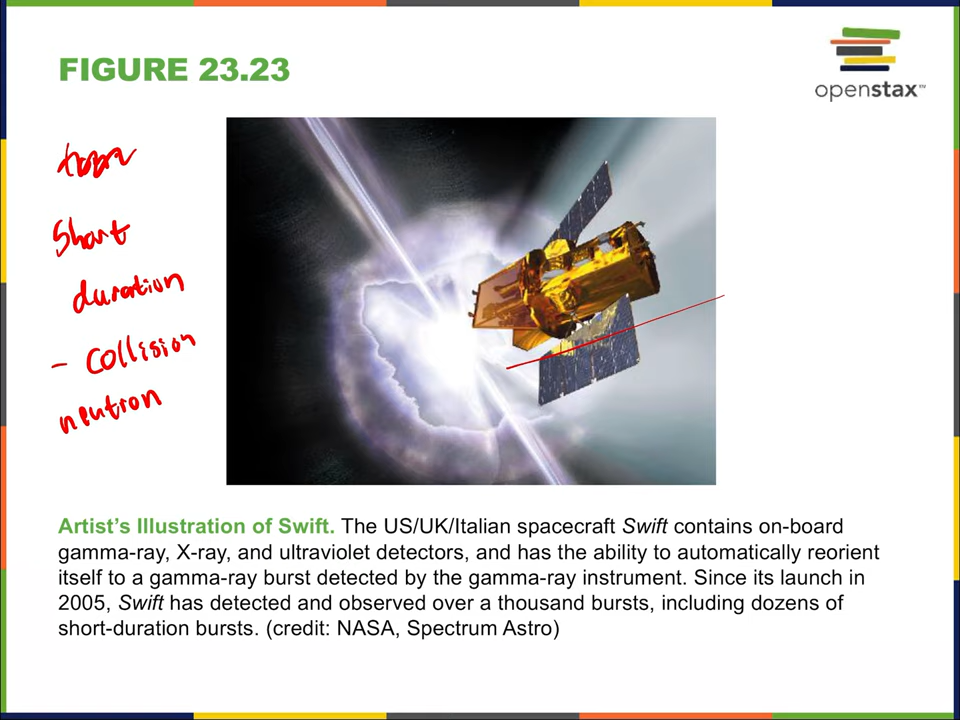 FIGURE 23.23
openstax™
Short
duration
- Collision
neutron
Artist’s Illustration of Swift. The US/UK/Italian spacecraft Swift contains on-board
gamma-ray, X-ray, and ultraviolet detectors, and has the ability to automatically reorient
itself to a gamma-ray burst detected by the gamma-ray instrument. Since its launch in
2005, Swift has detected and observed over a thousand bursts, including dozens of
short-duration bursts. (credit: NASA, Spectrum Astro)